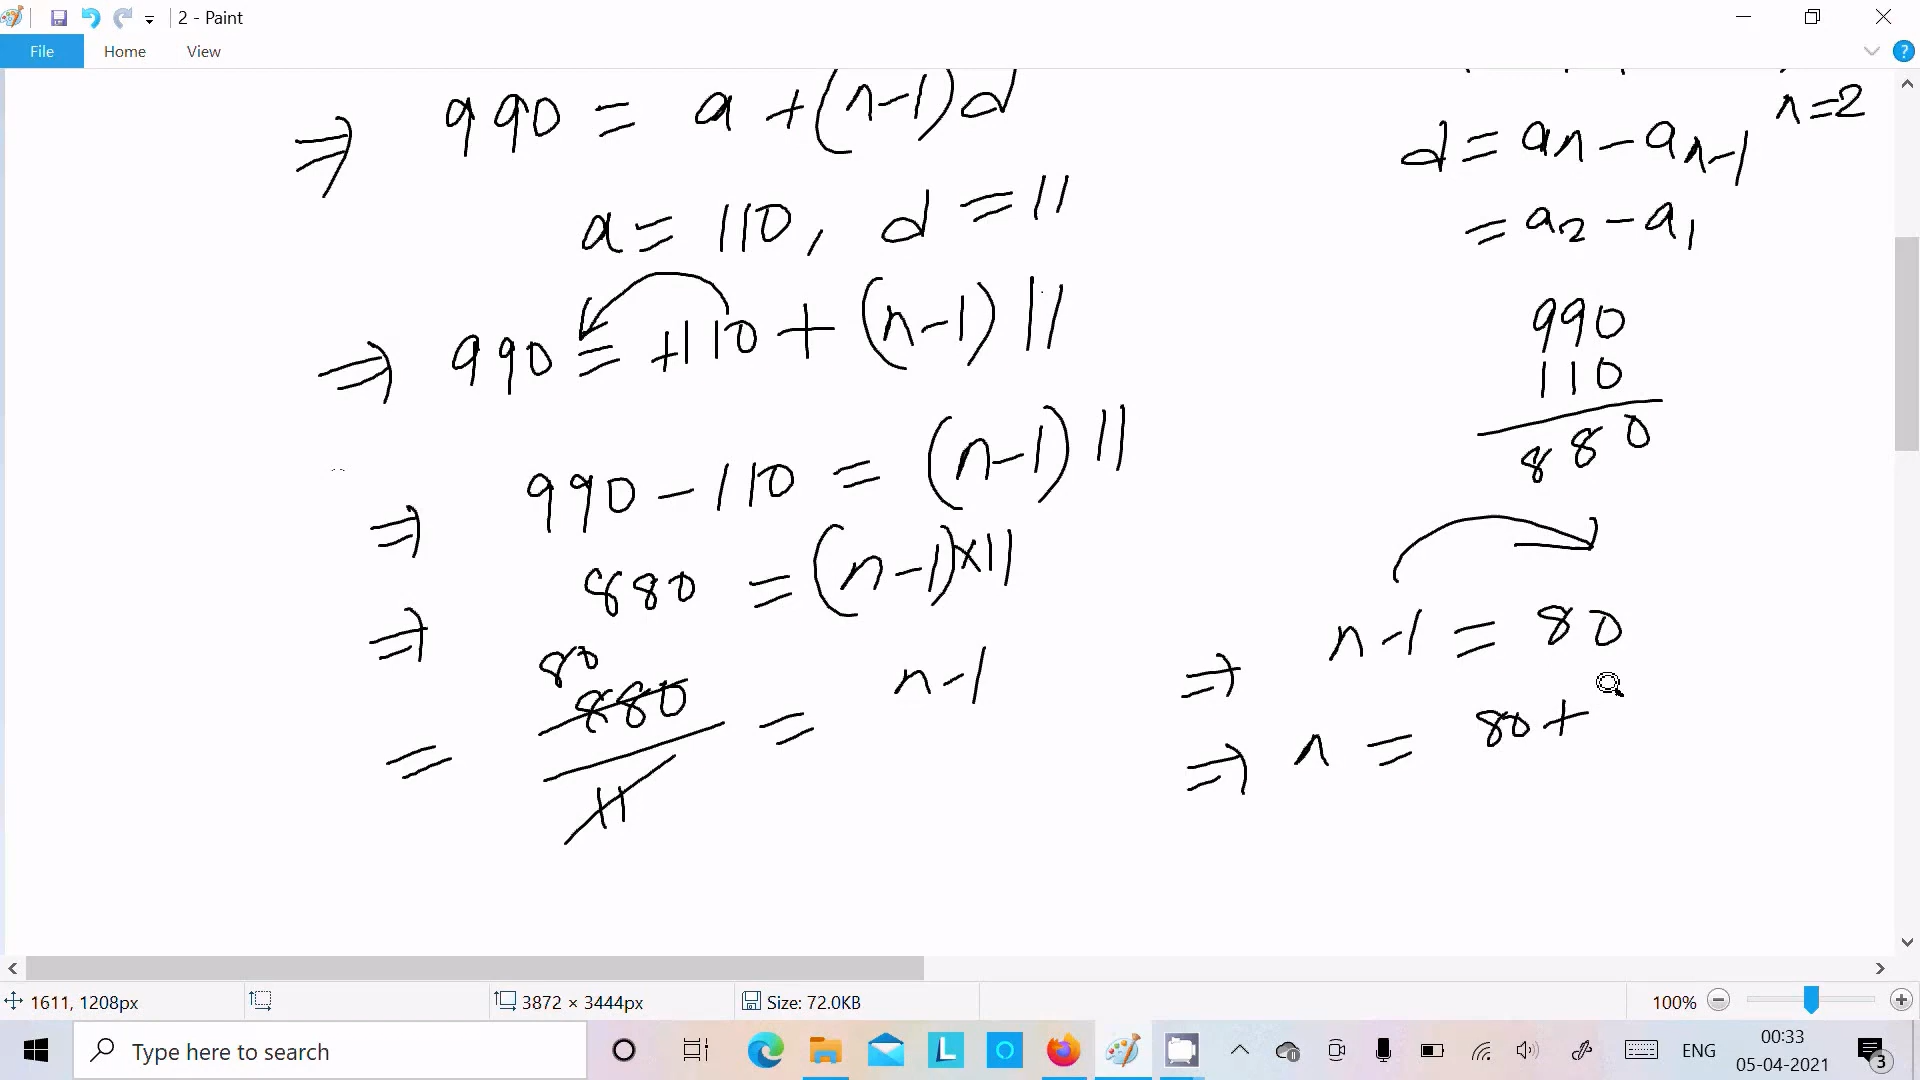 2 - Paint
File Home View
⇒ 990 = a + (n-1)d
a = 110, d = 11
⇒ 990 = +110 + (n-1) 11
⇒ 990 - 110 = (n-1) 11
⇒ 880 = (n-1)×11
80
= 880/11 = n-1
n=2
d = an - an-1
= a2 - a1
990
110
880
⇒ n-1 = 80
⇒ n = 80+
1611, 1208px
3872 × 3444px
Size: 72.0KB
100%
Type here to search
ENG
00:33
05-04-2021
3